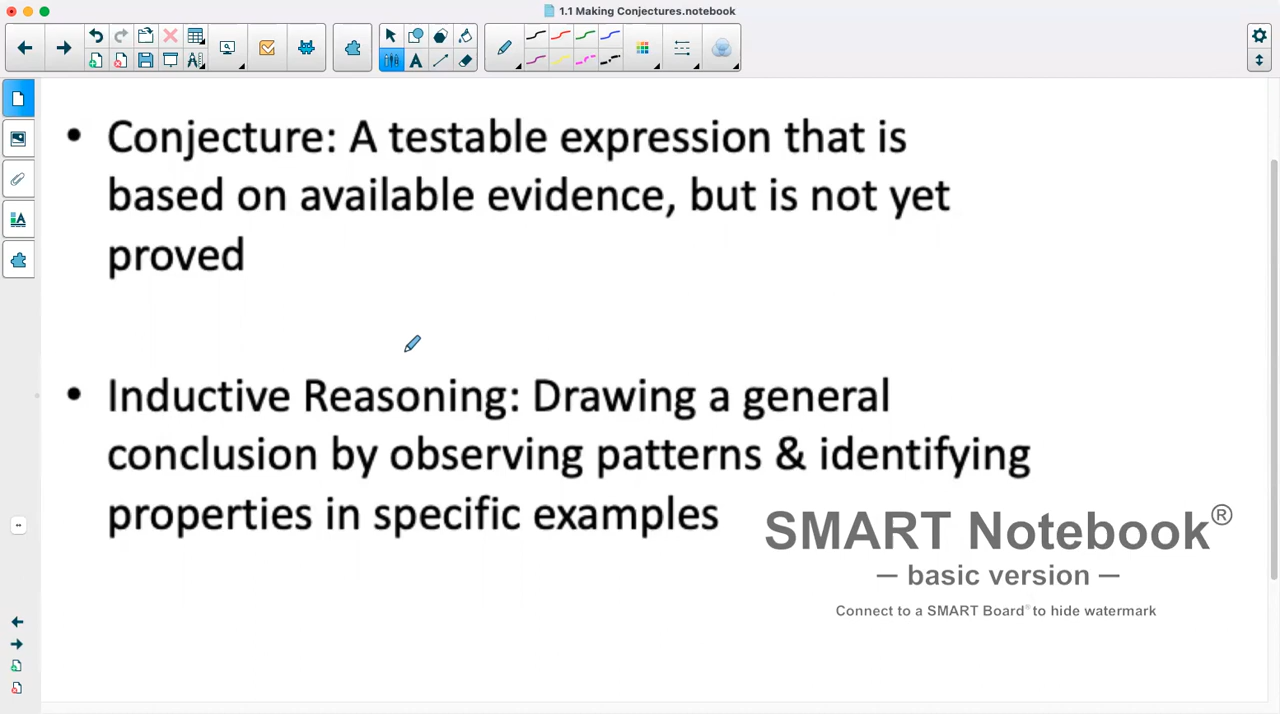 1.1 Making Conjectures.notebook
• Conjecture: A testable expression that is
based on available evidence, but is not yet
proved
• Inductive Reasoning: Drawing a general
conclusion by observing patterns & identifying
properties in specific examples
SMART Notebook®
— basic version —
Connect to a SMART Board® to hide watermark